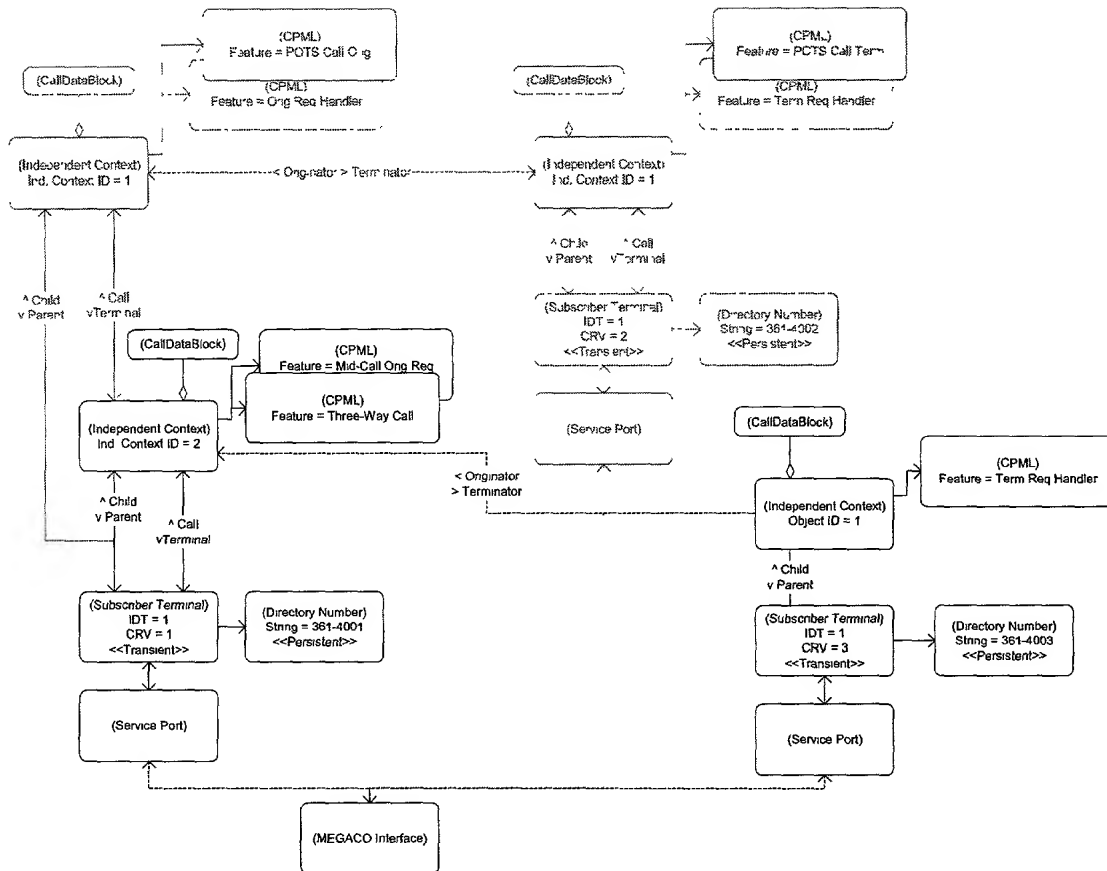 (CPML)
Feature = POTS Call Orig
(CallDataBlock)
(CPML)
Feature = Orig Req Handler
(Independent Context)
Ind. Context ID = 1
(CPML)
Feature = POTS Call Term
(CallDataBlock)
(CPML)
Feature = Term Req Handler
(Independent Context)
Ind. Context ID = 1
< Originator > Terminator
^ Child
v Parent
^ Call
vTerminal
^ Child
v Parent
^ Call
vTerminal
(Subscriber Terminal)
IDT = 1
CRV = 2
<<Transient>>
(Directory Number)
String = 361-4002
<<Persistent>>
(Service Port)
(CallDataBlock)
(CPML)
Feature = Mid-Call Orig Req
(CPML)
Feature = Three-Way Call
(Independent Context)
Ind. Context ID = 2
< Originator
> Terminator
(CallDataBlock)
(CPML)
Feature = Term Req Handler
(Independent Context)
Object ID = 1
^ Child
v Parent
^ Call
vTerminal
^ Child
v Parent
(Subscriber Terminal)
IDT = 1
CRV = 1
<<Transient>>
(Directory Number)
String = 361-4001
<<Persistent>>
(Subscriber Terminal)
IDT = 1
CRV = 3
<<Transient>>
(Directory Number)
String = 361-4003
<<Persistent>>
(Service Port)
(Service Port)
(MEGACO Interface)